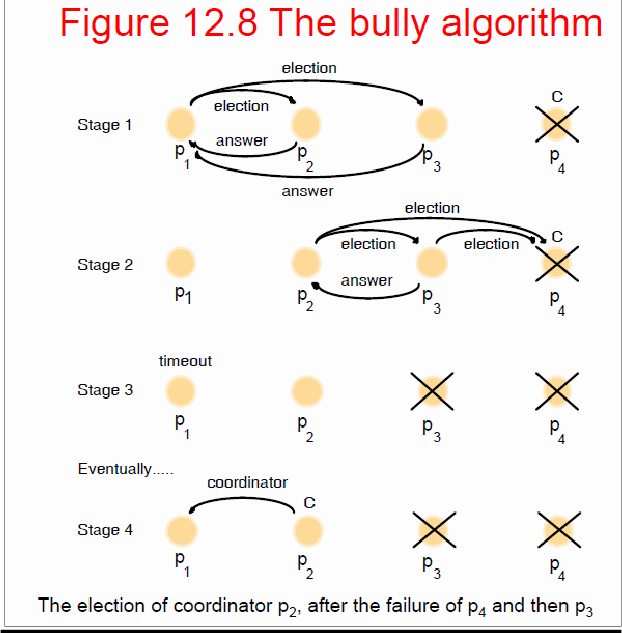 Figure 12.8 The bully algorithm
election
C
election
Stage 1
answer
p1 p2 p3 p4
answer
election
C
election election
Stage 2
answer
p1 p2 p3 p4
timeout
Stage 3
p1 p2 p3 p4
Eventually.....
coordinator
C
Stage 4
p1 p2 p3 p4
The election of coordinator p2, after the failure of p4 and then p3